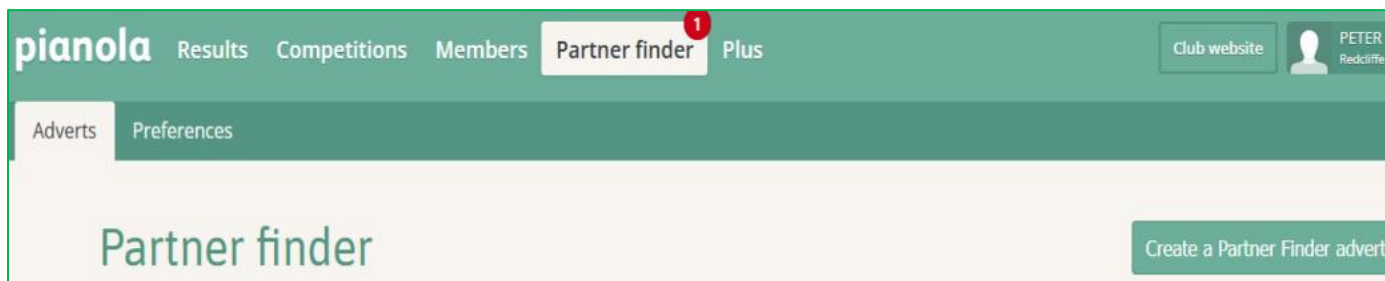 1
pianola Results Competitions Members Partner finder Plus Club website PETER
Redcliffe
Adverts Preferences
Partner finder Create a Partner Finder advert